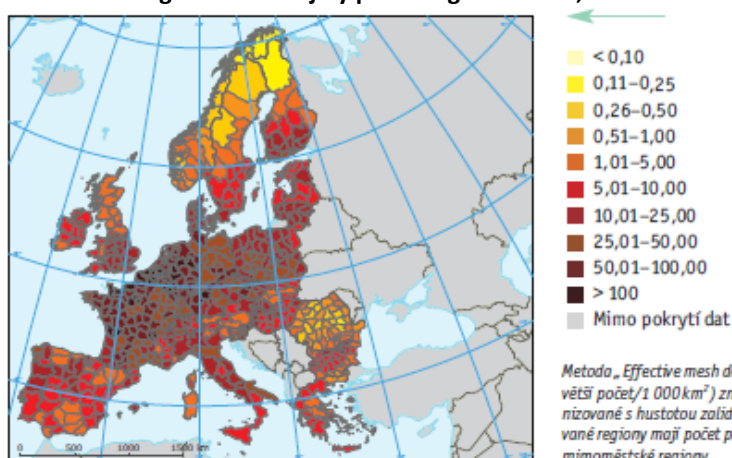 < 0,10
0,11–0,25
0,26–0,50
0,51–1,00
1,01–5,00
5,01–10,00
10,01–25,00
25,01–50,00
50,01–100,00
> 100
Mimo pokrytí dat
Metoda „ Effective mesh d
větší počet/1 000 km²) zn
nizované s hustotou zalid
vané regiony mají počet p
mimoměstské regiony
0 500 1000 1500 km